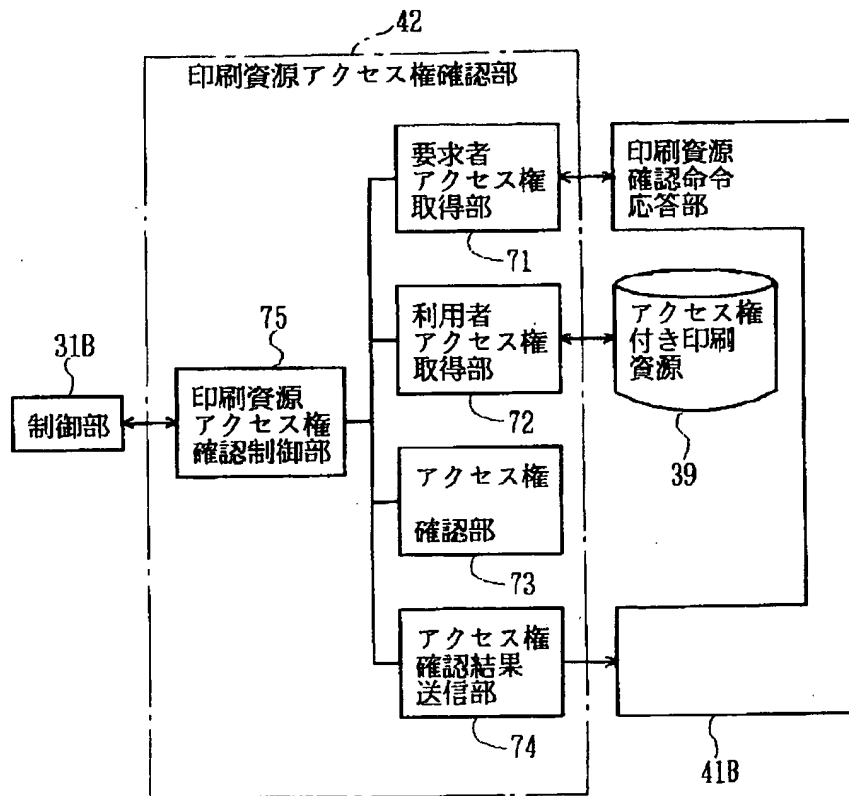 42
印刷資源アクセス権確認部
要求者
アクセス権
取得部
71
印刷資源
確認命令
応答部
75
利用者
アクセス権
取得部
72
アクセス権
付き印刷
資源
39
31B
制御部
印刷資源
アクセス権
確認制御部
アクセス権
確認部
73
アクセス権
確認結果
送信部
74
41B